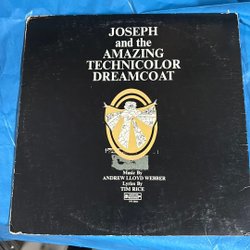 JOSEPH
and the
AMAZING
TECHNICOLOR
DREAMCOAT
Music By
ANDREW LLOYD WEBBER
Lyrics By
TIM RICE